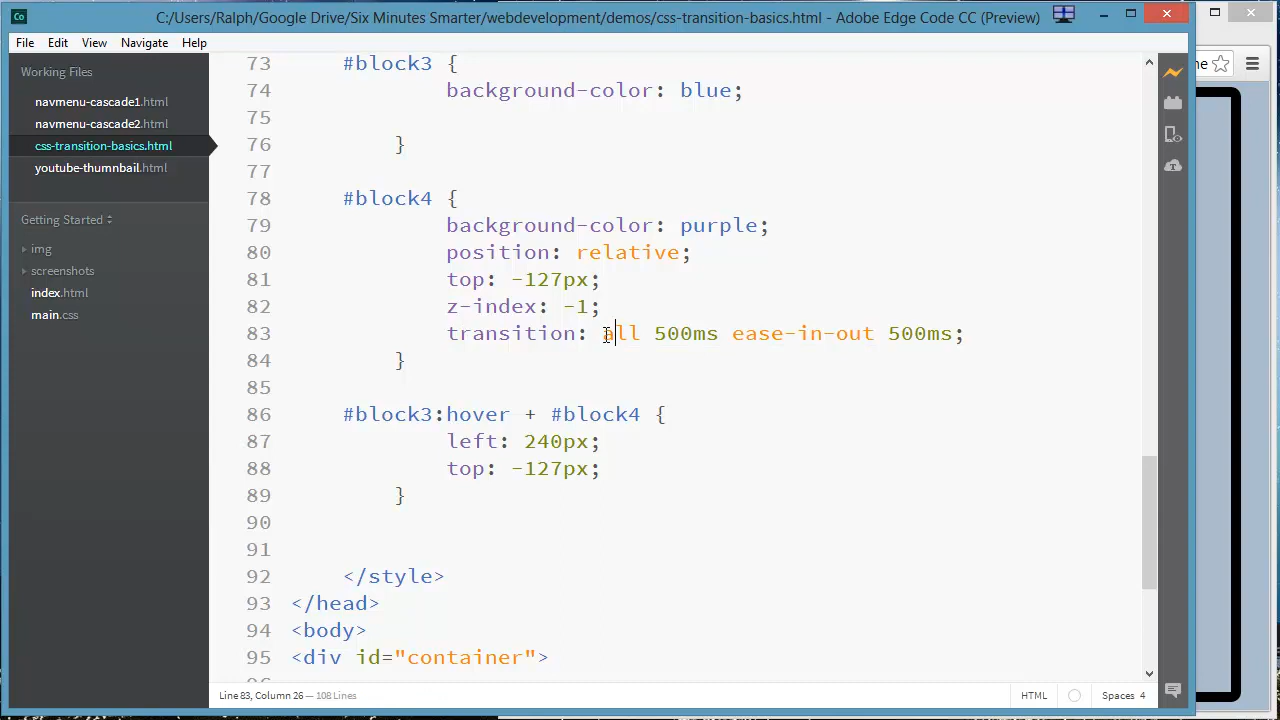 Co C:/Users/Ralph/Google Drive/Six Minutes Smarter/webdevelopment/demos/css-transition-basics.html - Adobe Edge Code CC (Preview)
File Edit View Navigate Help
Working Files
navmenu-cascade1.html
navmenu-cascade2.html
css-transition-basics.html
youtube-thumnbail.html
Getting Started
img
screenshots
index.html
main.css
73 #block3 {
74 background-color: blue;
75
76 }
77
78 #block4 {
79 background-color: purple;
80 position: relative;
81 top: -127px;
82 z-index: -1;
83 transition: all 500ms ease-in-out 500ms;
84 }
85
86 #block3:hover + #block4 {
87 left: 240px;
88 top: -127px;
89 }
90
91
92 </style>
93 </head>
94 <body>
95 <div id="container">
Line 83, Column 26 — 108 Lines
HTML
Spaces 4
ne